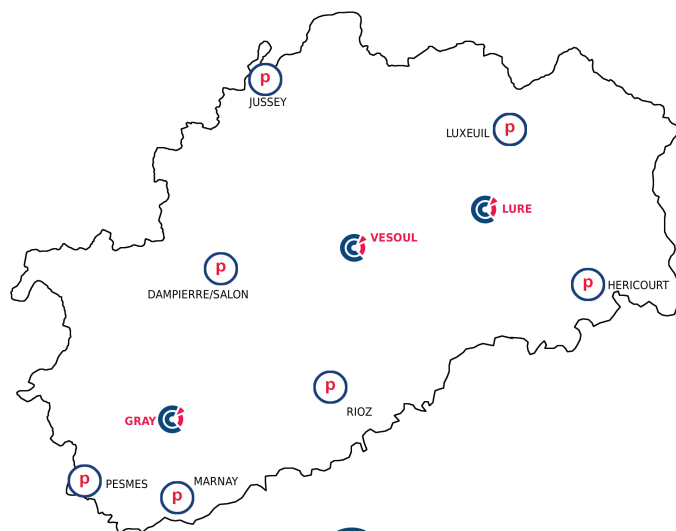 p
JUSSEY
p
LUXEUIL
LURE
VESOUL
p
DAMPIERRE/SALON
p
HERICOURT
p
RIOZ
GRAY
p
PESMES
MARNAY
p